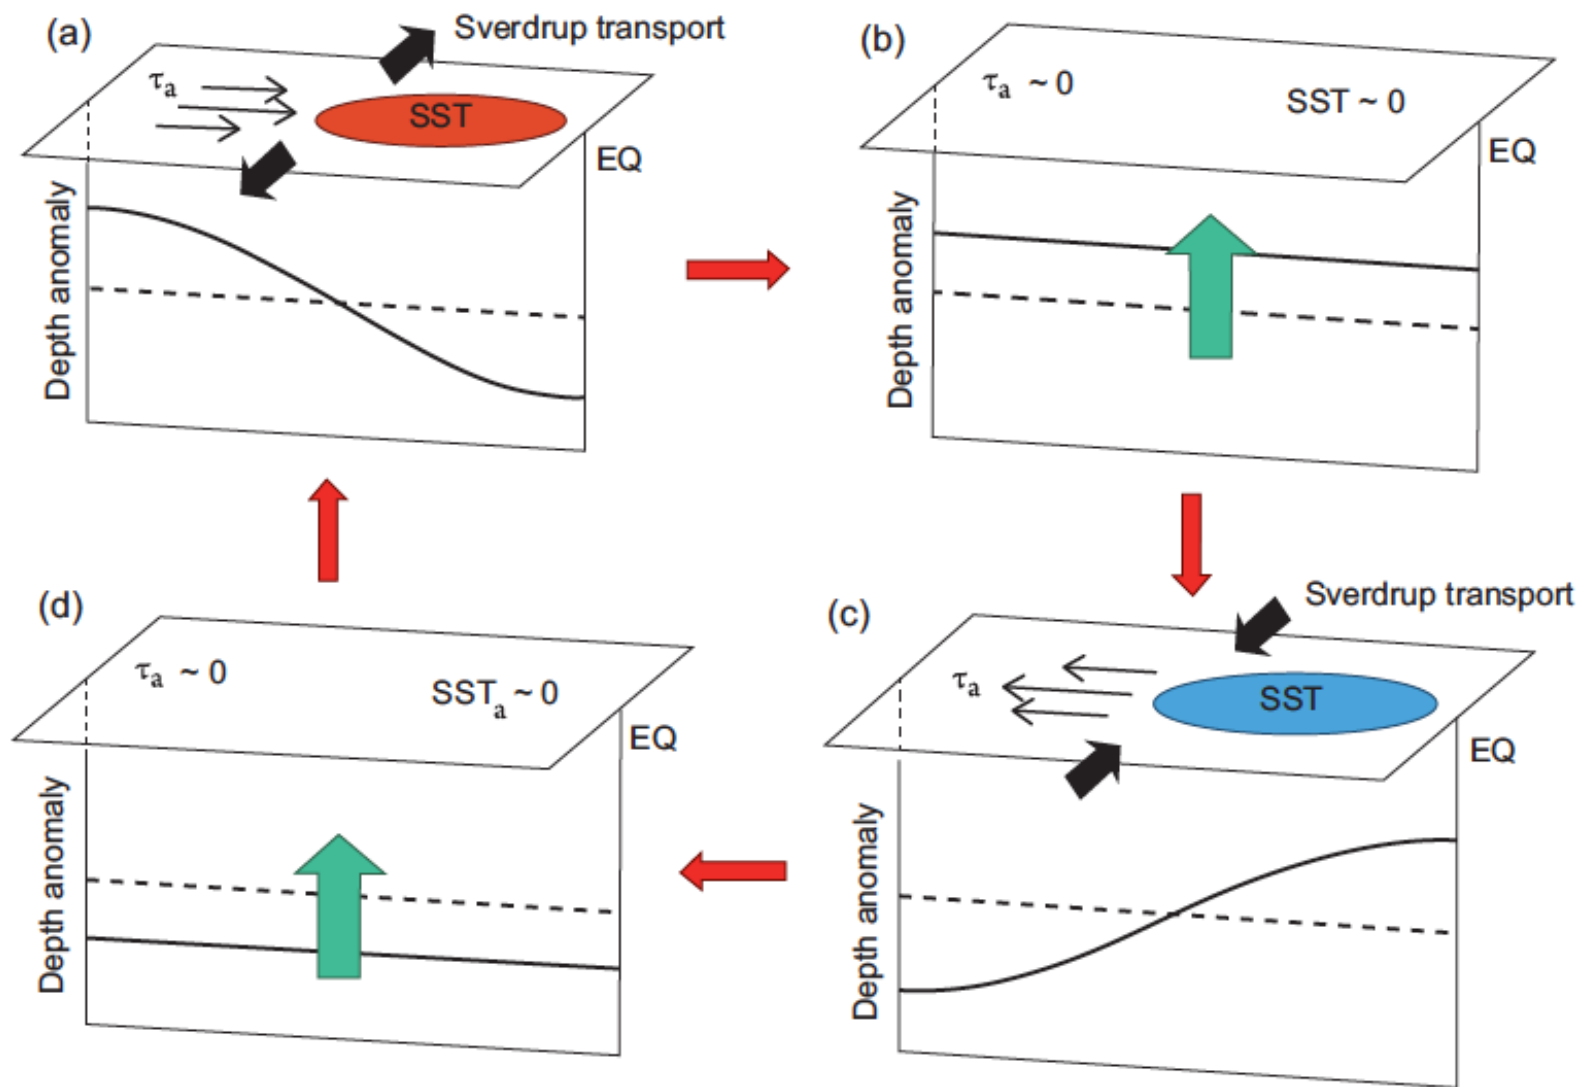 (a)
Sverdrup transport
τa
SST
EQ
Depth anomaly
(b)
τa ~ 0
SST ~ 0
EQ
Depth anomaly
(d)
τa ~ 0
SSTa ~ 0
EQ
Depth anomaly
(c)
Sverdrup transport
τa
SST
EQ
Depth anomaly